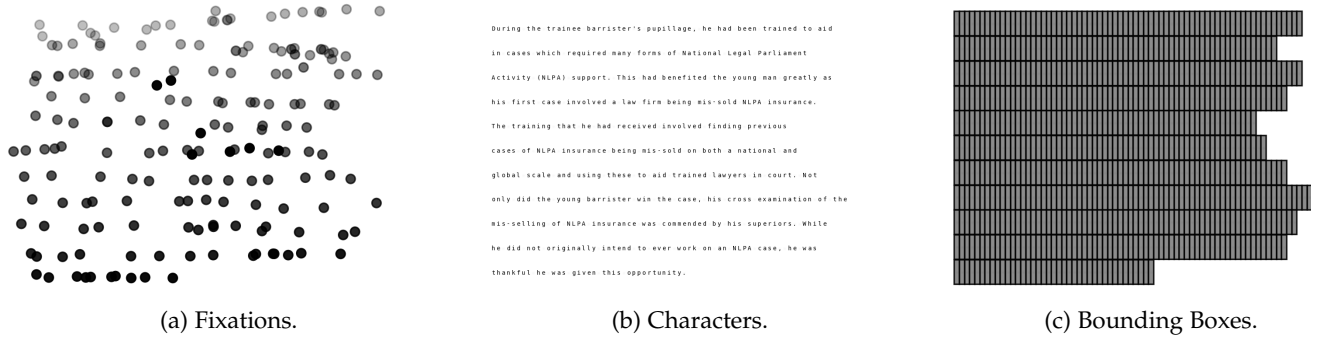 During the trainee barrister's pupillage, he had been trained to aid
in cases which required many forms of National Legal Parliament
Activity (NLPA) support. This had benefited the young man greatly as
his first case involved a law firm being mis-sold NLPA insurance.
The training that he had received involved finding previous
cases of NLPA insurance being mis-sold on both a national and
global scale and using these to aid trained lawyers in court. Not
only did the young barrister win the case, his cross examination of the
mis-selling of NLPA insurance was commended by his superiors. While
he did not originally intend to ever work on an NLPA case, he was
thankful he was given this opportunity.
(a) Fixations.
(b) Characters.
(c) Bounding Boxes.